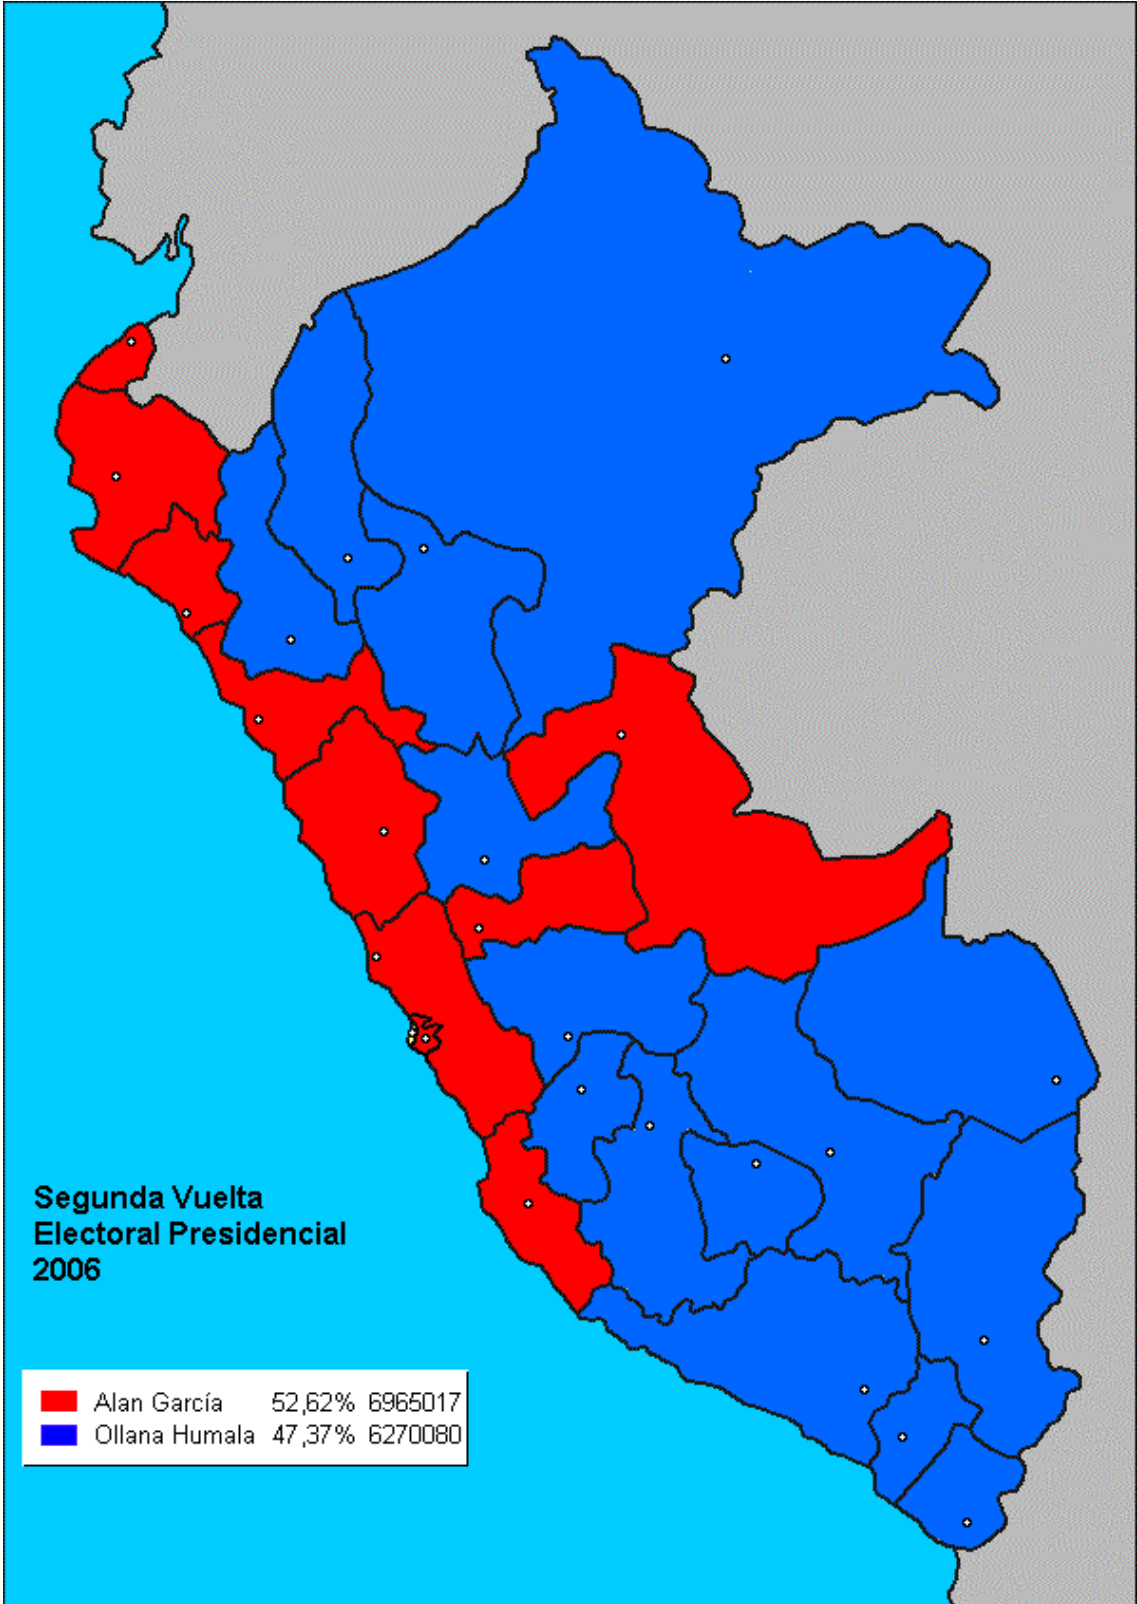 Segunda Vuelta
Electoral Presidencial
2006
Alan García 52,62% 6965017
Ollana Humala 47,37% 6270080